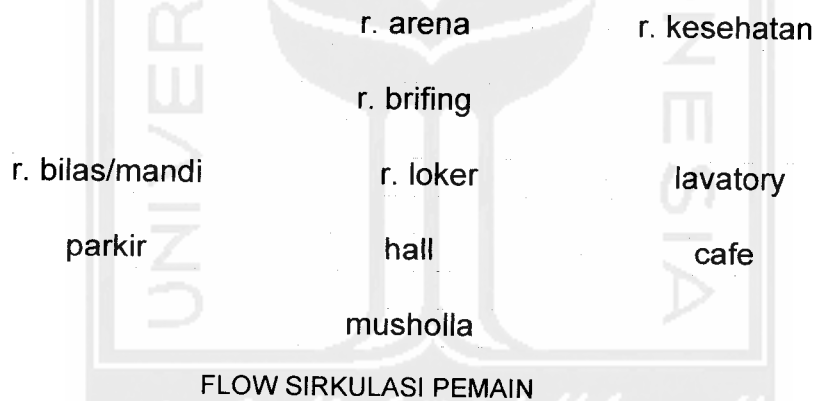 r. arena r. kesehatan
r. brifing
r. bilas/mandi r. loker lavatory
parkir hall cafe
musholla
FLOW SIRKULASI PEMAIN